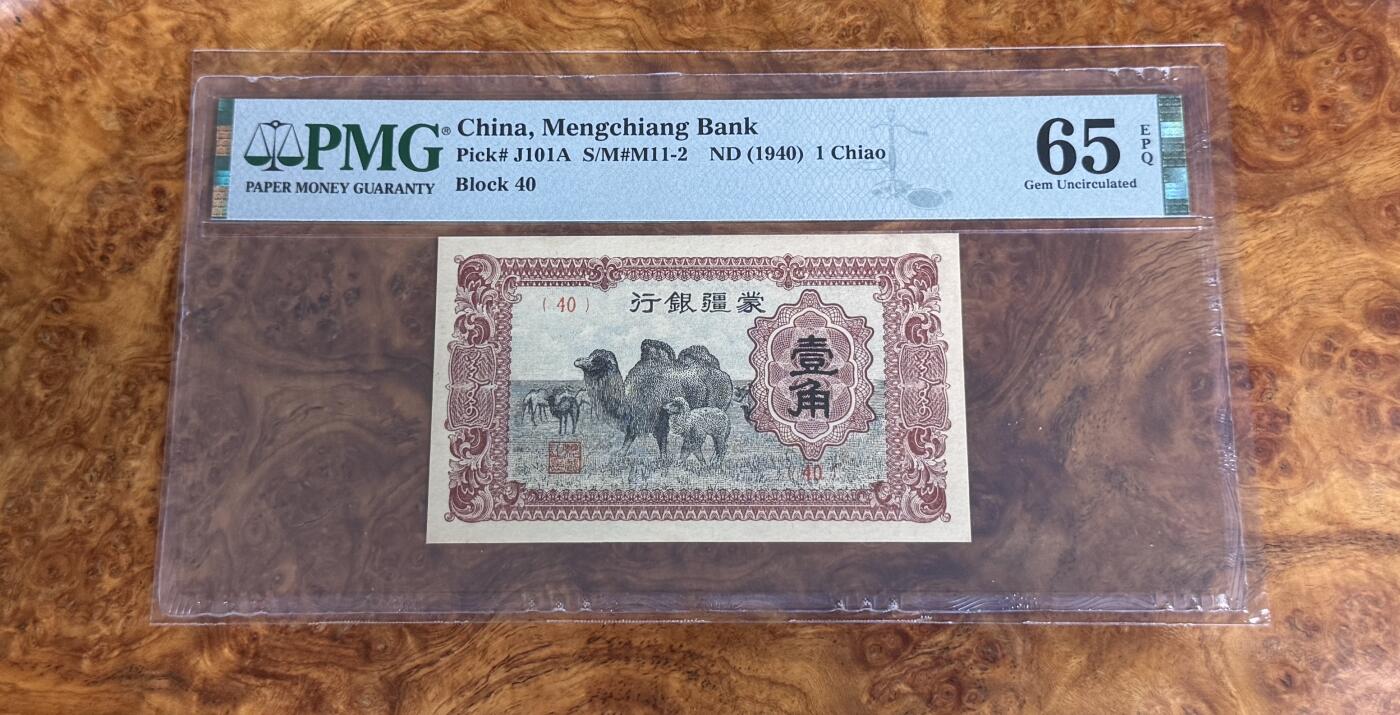 PMG®
PAPER MONEY GUARANTY
China, Mengchiang Bank
Pick# J101A S/M#M11-2 ND (1940) 1 Chiao
Block 40
65
EPQ
Gem Uncirculated
(40)
行銀疆蒙
壹角
(40)